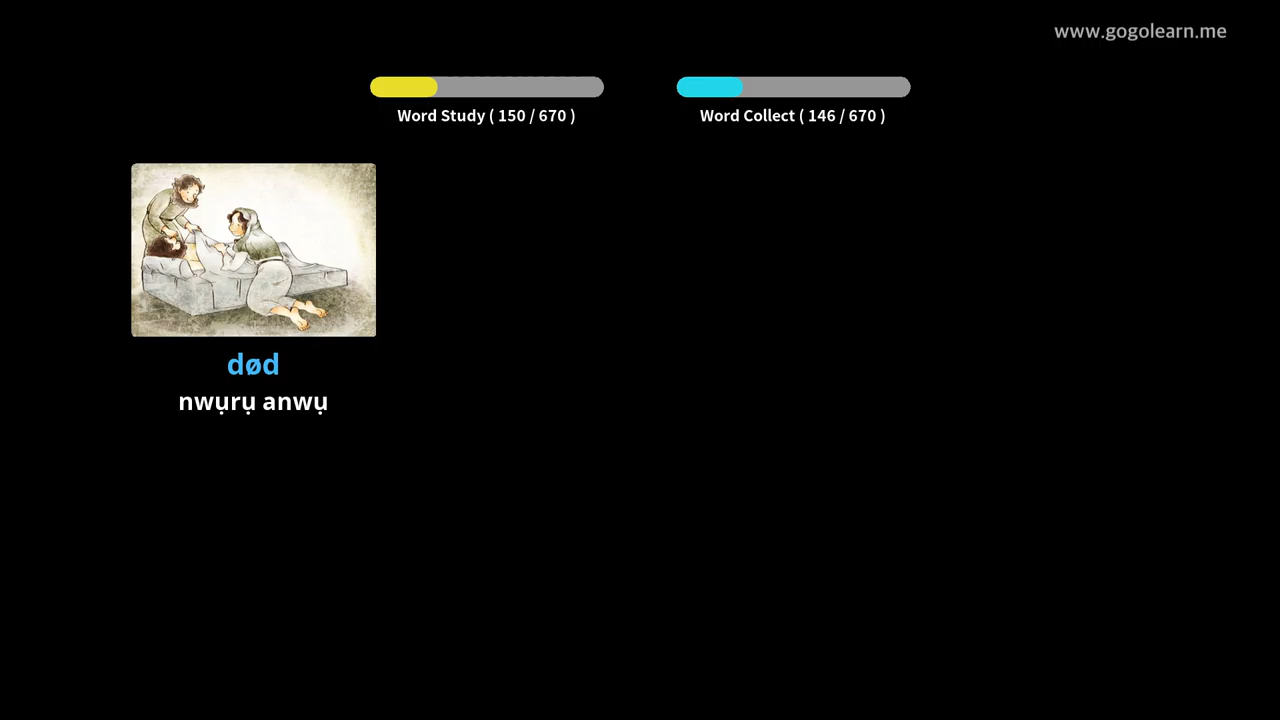 www.gogolearn.me
Word Study ( 150 / 670 )
Word Collect ( 146 / 670 )
død
nwụrụ anwụ